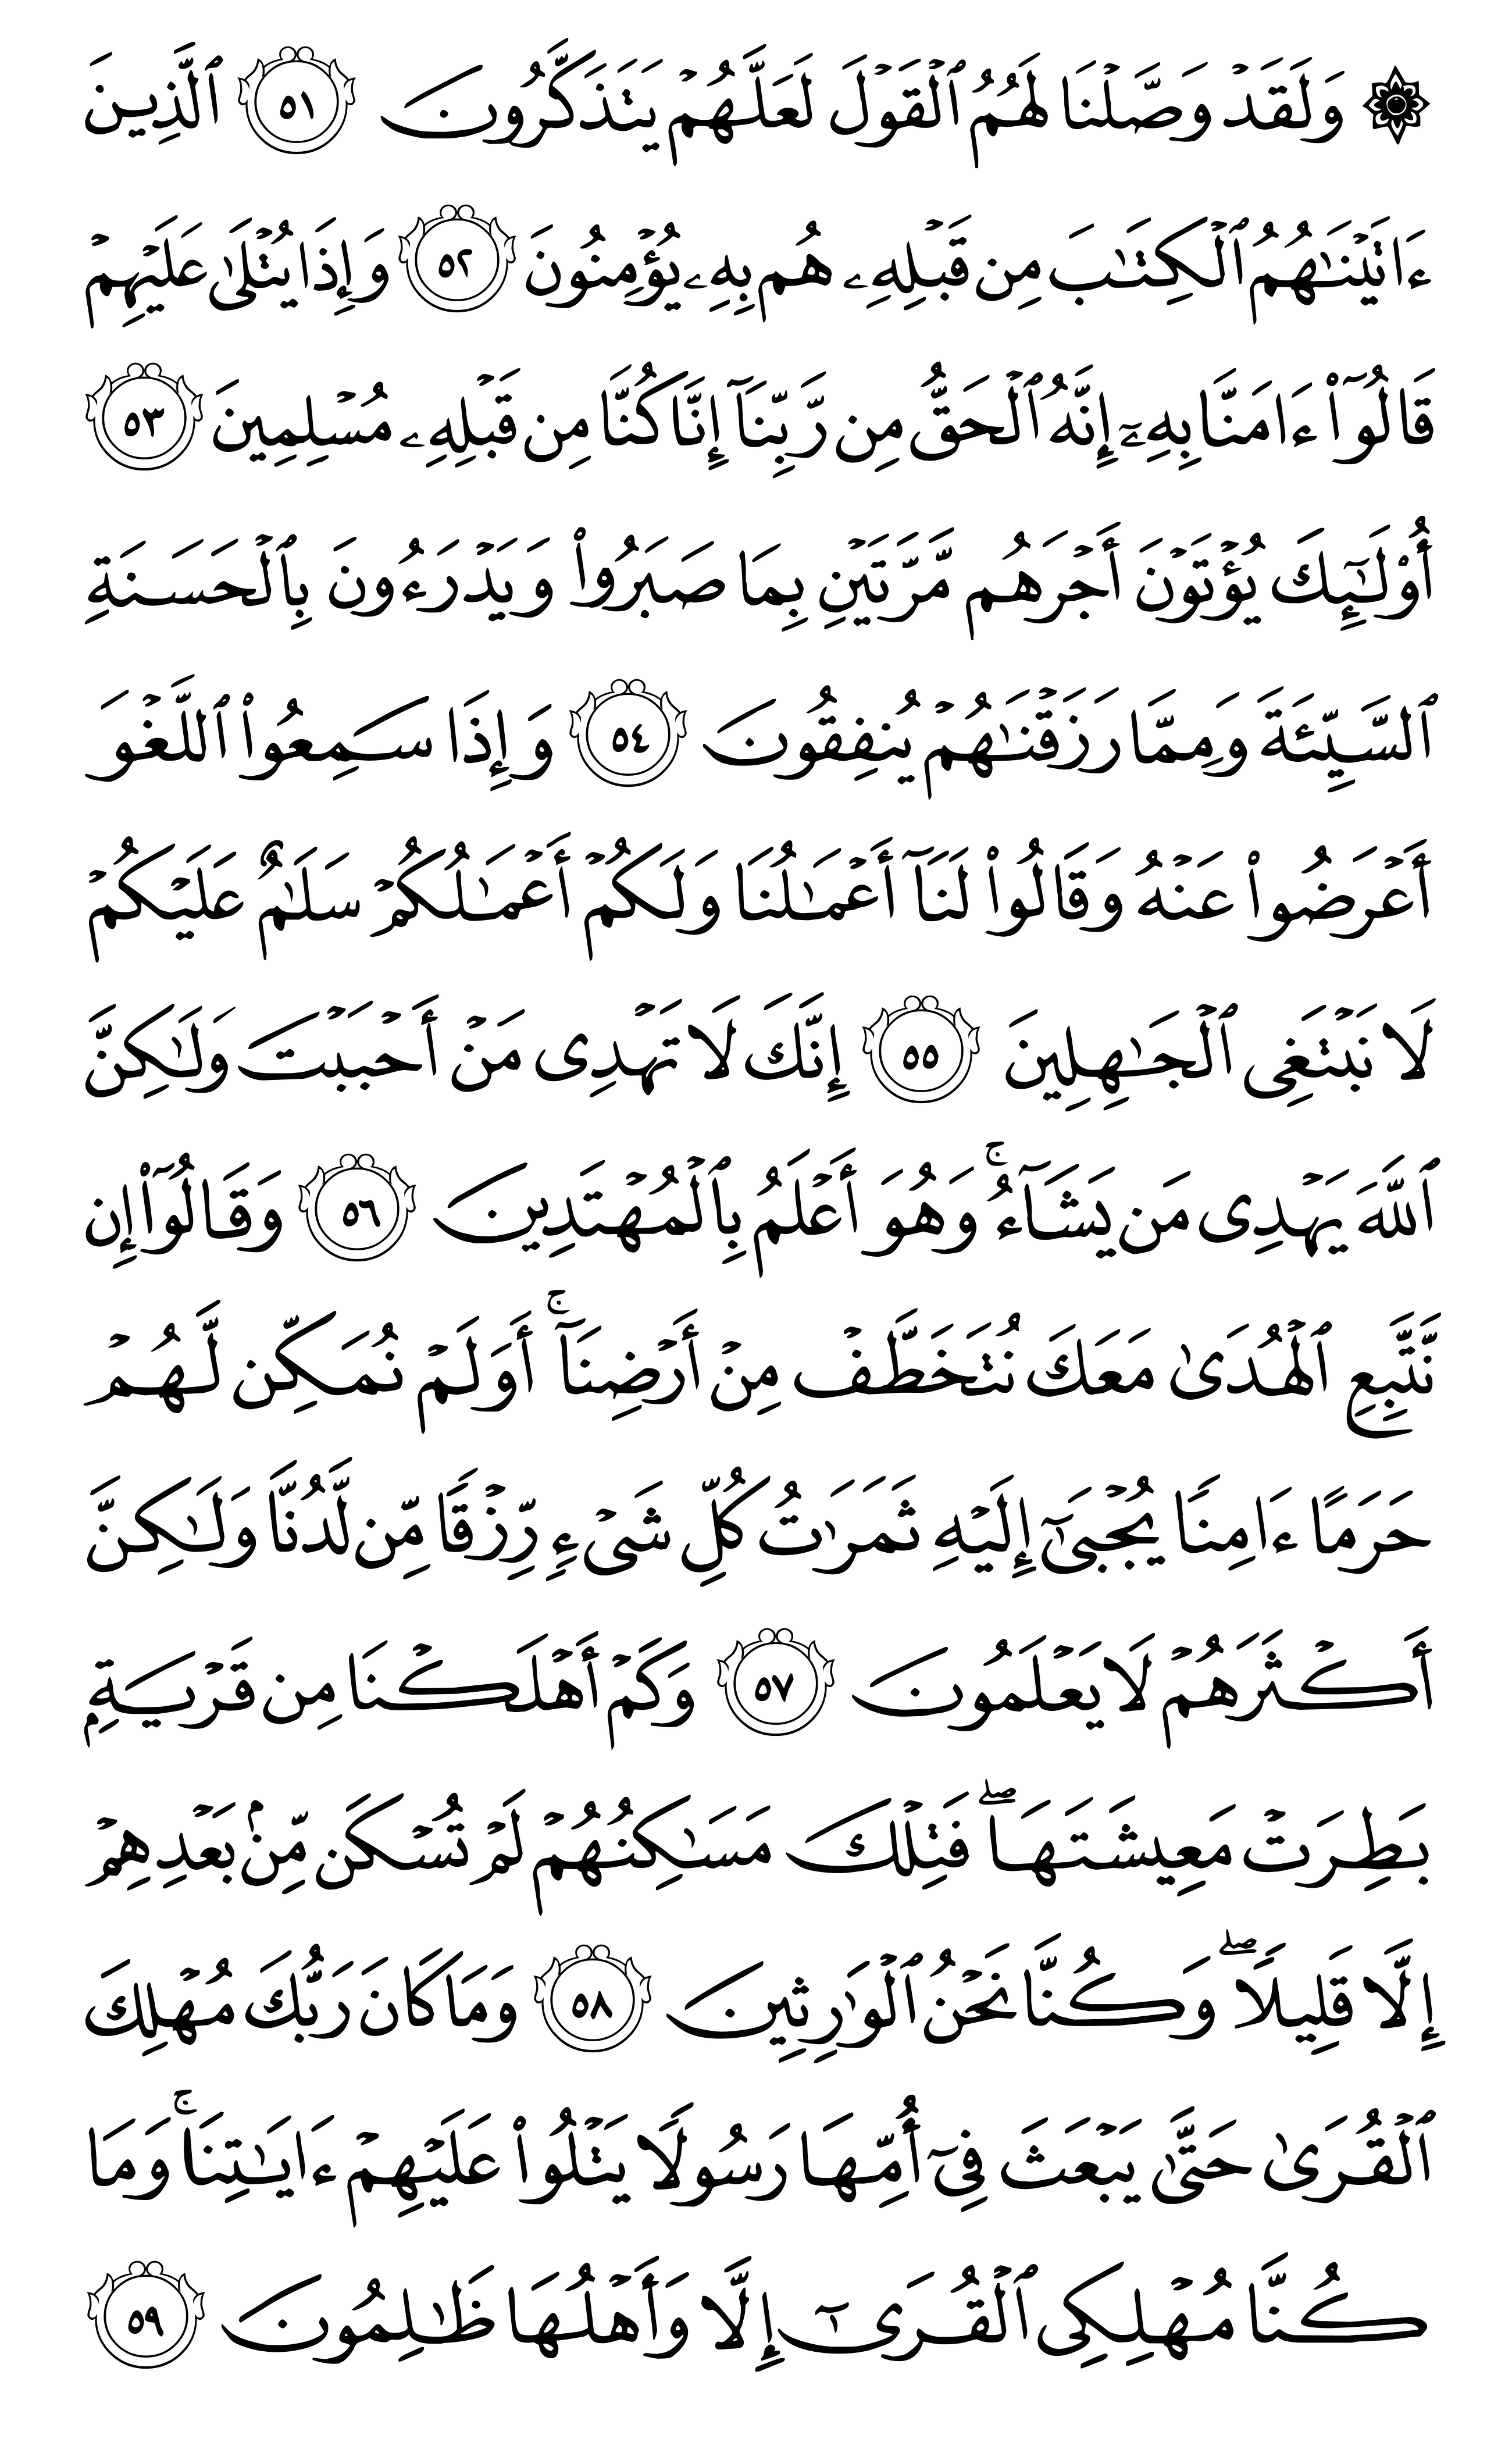 ۞ وَلَقَدۡ وَصَّلۡنَا لَهُمُ ٱلۡقَوۡلَ لَعَلَّهُمۡ يَتَذَكَّرُونَ ٥١ ٱلَّذِينَ
ءَاتَيۡنَٰهُمُ ٱلۡكِتَٰبَ مِن قَبۡلِهِۦ هُم بِهِۦ يُؤۡمِنُونَ ٥٢ وَإِذَا يُتۡلَىٰ عَلَيۡهِمۡ
قَالُوٓاْ ءَامَنَّا بِهِۦٓ إِنَّهُ ٱلۡحَقُّ مِن رَّبِّنَآ إِنَّا كُنَّا مِن قَبۡلِهِۦ مُسۡلِمِينَ ٥٣
أُوْلَٰٓئِكَ يُؤۡتَوۡنَ أَجۡرَهُم مَّرَّتَيۡنِ بِمَا صَبَرُواْ وَيَدۡرَءُونَ بِٱلۡحَسَنَةِ
ٱلسَّيِّئَةَ وَمِمَّا رَزَقۡنَٰهُمۡ يُنفِقُونَ ٥٤ وَإِذَا سَمِعُواْ ٱللَّغۡوَ
أَعۡرَضُواْ عَنۡهُ وَقَالُواْ لَنَآ أَعۡمَٰلُنَا وَلَكُمۡ أَعۡمَٰلُكُمۡ سَلَٰمٌ عَلَيۡكُمۡ
لَا نَبۡتَغِي ٱلۡجَٰهِلِينَ ٥٥ إِنَّكَ لَا تَهۡدِي مَنۡ أَحۡبَبۡتَ وَلَٰكِنَّ
ٱللَّهَ يَهۡدِي مَن يَشَآءُۚ وَهُوَ أَعۡلَمُ بِٱلۡمُهۡتَدِينَ ٥٦ وَقَالُوٓاْ إِن
نَّتَّبِعِ ٱلۡهُدَىٰ مَعَكَ نُتَخَطَّفۡ مِنۡ أَرۡضِنَآۚ أَوَلَمۡ نُمَكِّن لَّهُمۡ
حَرَمًا ءَامِنٗا يُجۡبَىٰٓ إِلَيۡهِ ثَمَرَٰتُ كُلِّ شَيۡءٖ رِّزۡقٗا مِّن لَّدُنَّا وَلَٰكِنَّ
أَكۡثَرَهُمۡ لَا يَعۡلَمُونَ ٥٧ وَكَمۡ أَهۡلَكۡنَا مِن قَرۡيَةِۭ
بَطِرَتۡ مَعِيشَتَهَاۖ فَتِلۡكَ مَسَٰكِنُهُمۡ لَمۡ تُسۡكَن مِّنۢ بَعۡدِهِمۡ
إِلَّا قَلِيلٗاۖ وَكُنَّا نَحۡنُ ٱلۡوَٰرِثِينَ ٥٨ وَمَا كَانَ رَبُّكَ مُهۡلِكَ
ٱلۡقُرَىٰ حَتَّىٰ يَبۡعَثَ فِيٓ أُمِّهَا رَسُولٗا يَتۡلُواْ عَلَيۡهِمۡ ءَايَٰتِنَاۚ وَمَا
كُنَّا مُهۡلِكِي ٱلۡقُرَىٰٓ إِلَّا وَأَهۡلُهَا ظَٰلِمُونَ ٥٩